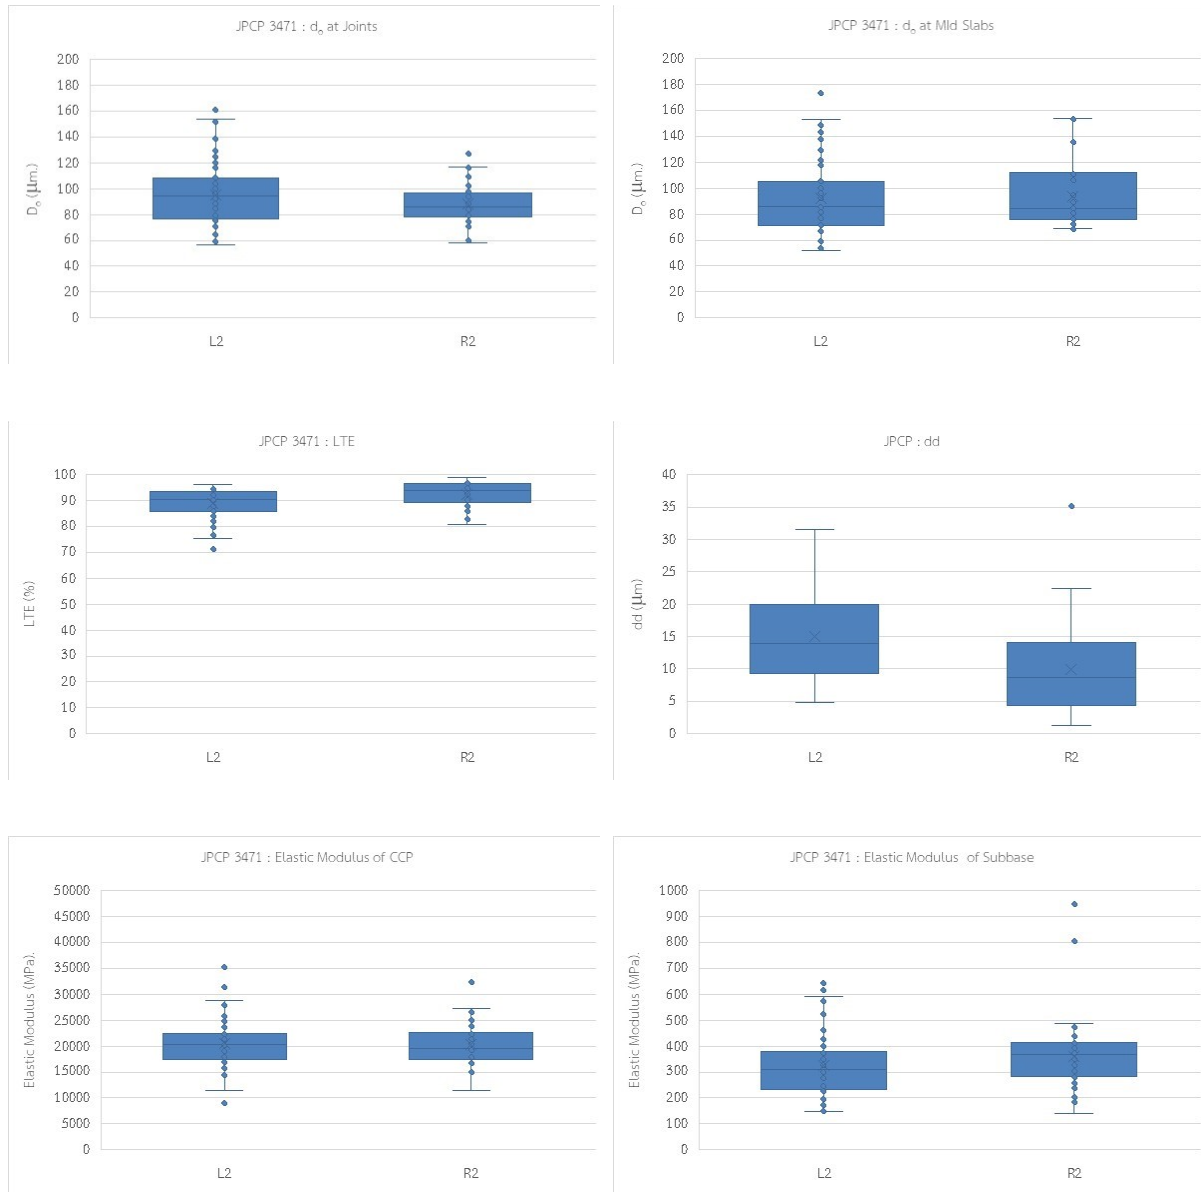 JPCP 3471 : dₒ at Joints
200
180
160
140
120
100
80
60
40
20
0
Dₒ (µm.)
L2
R2
JPCP 3471 : dₒ at Mid Slabs
200
180
160
140
120
100
80
60
40
20
0
Dₒ (µm.)
L2
R2
JPCP 3471 : LTE
100
90
80
70
60
50
40
30
20
10
0
LTE (%)
L2
R2
JPCP : dd
40
35
30
25
20
15
10
5
0
dd (µm)
L2
R2
JPCP 3471 : Elastic Modulus of CCP
50000
45000
40000
35000
30000
25000
20000
15000
10000
5000
0
Elastic Modulus (MPa).
L2
R2
JPCP 3471 : Elastic Modulus of Subbase
1000
900
800
700
600
500
400
300
200
100
0
Elastic Modulus (MPa).
L2
R2